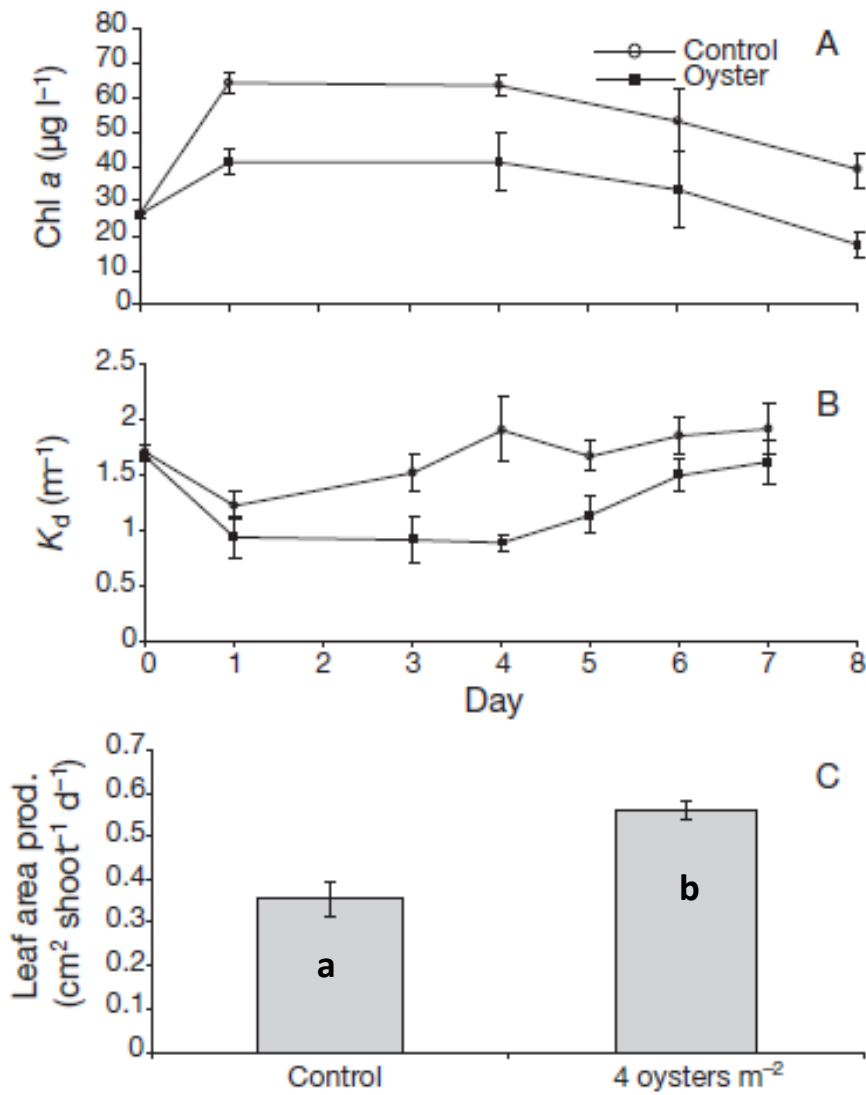 A
Control
Oyster
Chl a (µg l⁻¹)
80
70
60
50
40
30
20
10
0
B
K_d (m⁻¹)
2.5
2
1.5
1
0.5
0
0 1 2 3 4 5 6 7 8
Day
C
Leaf area prod.
(cm² shoot⁻¹ d⁻¹)
0.7
0.6
0.5
0.4
0.3
0.2
0.1
0
a
b
Control 4 oysters m⁻²